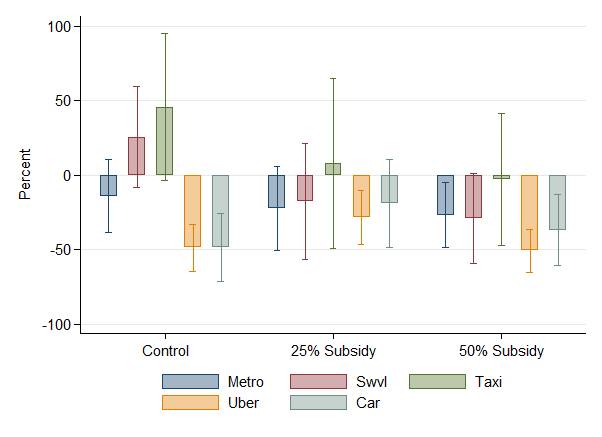 100
50
0
-50
-100
Percent
Control 25% Subsidy 50% Subsidy
Metro Swvl Taxi
Uber Car